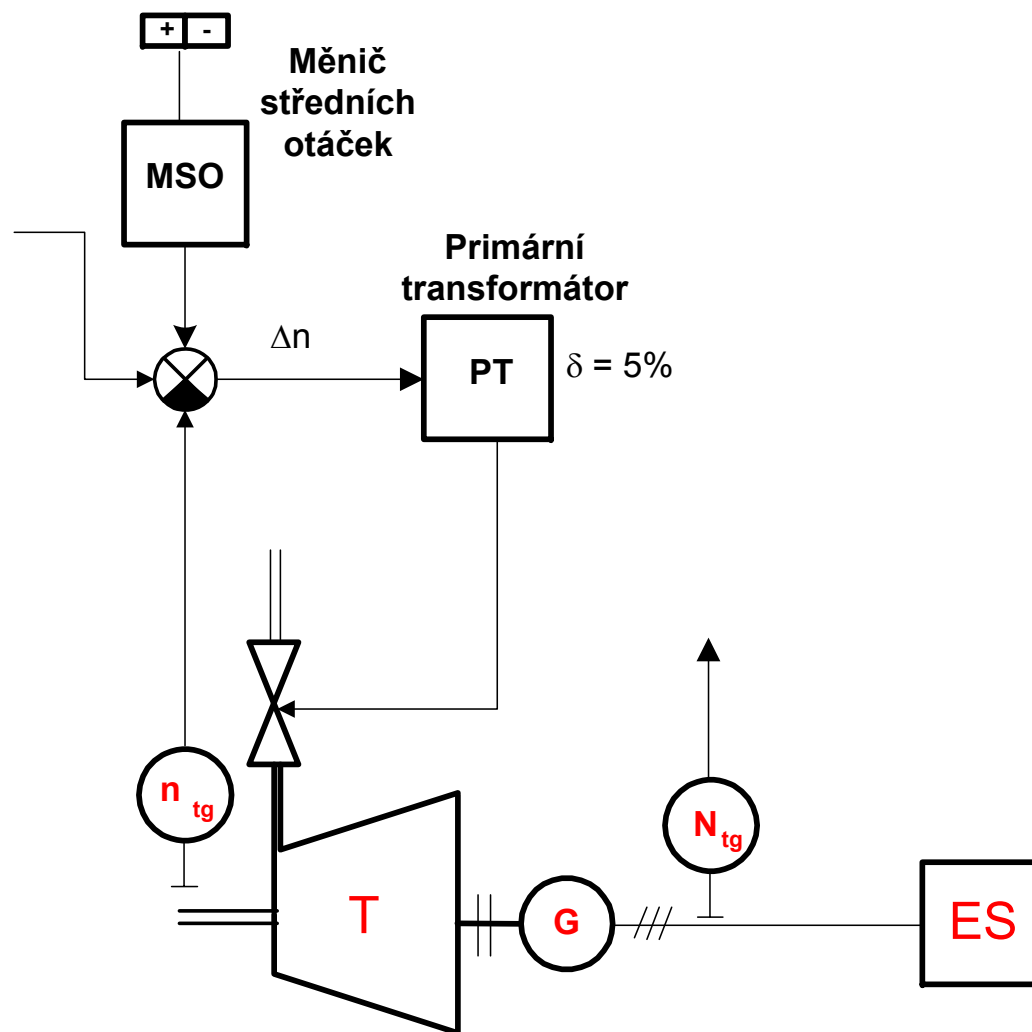 + -
Měnič
středních
otáček
MSO
Primární
transformátor
Δn
PT
δ = 5%
n tg
N tg
T
G
ES